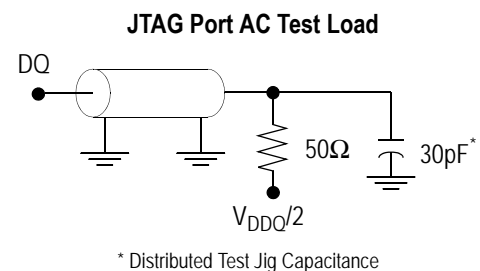 JTAG Port AC Test Load
DQ
50Ω
30pF*
VDDQ/2
* Distributed Test Jig Capacitance